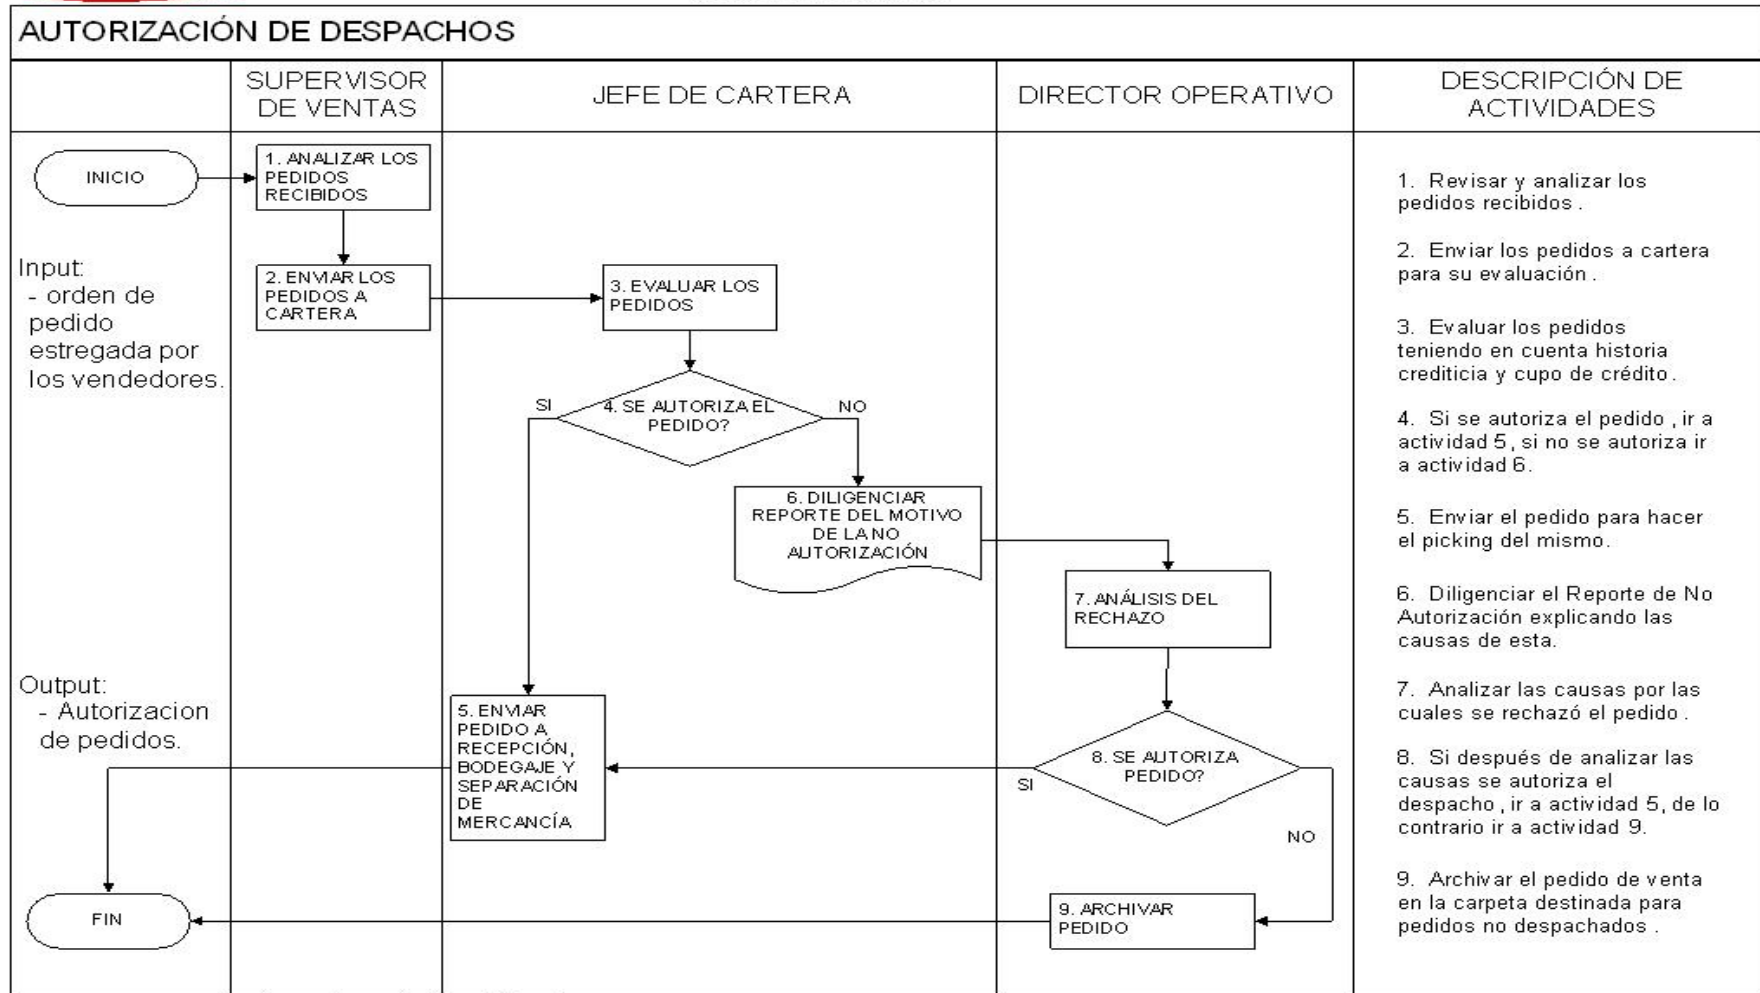 AUTORIZACIÓN DE DESPACHOS
SUPERVISOR
DE VENTAS
JEFE DE CARTERA
DIRECTOR OPERATIVO
DESCRIPCIÓN DE
ACTIVIDADES
INICIO
1. ANALIZAR LOS
PEDIDOS
RECIBIDOS
Input:
- orden de
pedido
estregada por
los vendedores.
2. ENVIAR LOS
PEDIDOS A
CARTERA
3. EVALUAR LOS
PEDIDOS
SI
4. SE AUTORIZA EL
PEDIDO?
NO
6. DILIGENCIAR
REPORTE DEL MOTIVO
DE LA NO
AUTORIZACIÓN
7. ANÁLISIS DEL
RECHAZO
Output:
- Autorizacion
de pedidos.
5. ENVIAR
PEDIDO A
RECEPCIÓN,
BODEGAJE Y
SEPARACIÓN
DE
MERCANCÍA
8. SE AUTORIZA
PEDIDO?
SI
NO
FIN
9. ARCHIVAR
PEDIDO
1. Revisar y analizar los
pedidos recibidos .
2. Enviar los pedidos a cartera
para su evaluación .
3. Evaluar los pedidos
teniendo en cuenta historia
crediticia y cupo de crédito .
4. Si se autoriza el pedido , ir a
actividad 5, si no se autoriza ir
a actividad 6.
5. Enviar el pedido para hacer
el picking del mismo.
6. Diligenciar el Reporte de No
Autorización explicando las
causas de esta.
7. Analizar las causas por las
cuales se rechazó el pedido .
8. Si después de analizar las
causas se autoriza el
despacho , ir a actividad 5, de lo
contrario ir a actividad 9.
9. Archivar el pedido de venta
en la carpeta destinada para
pedidos no despachados .